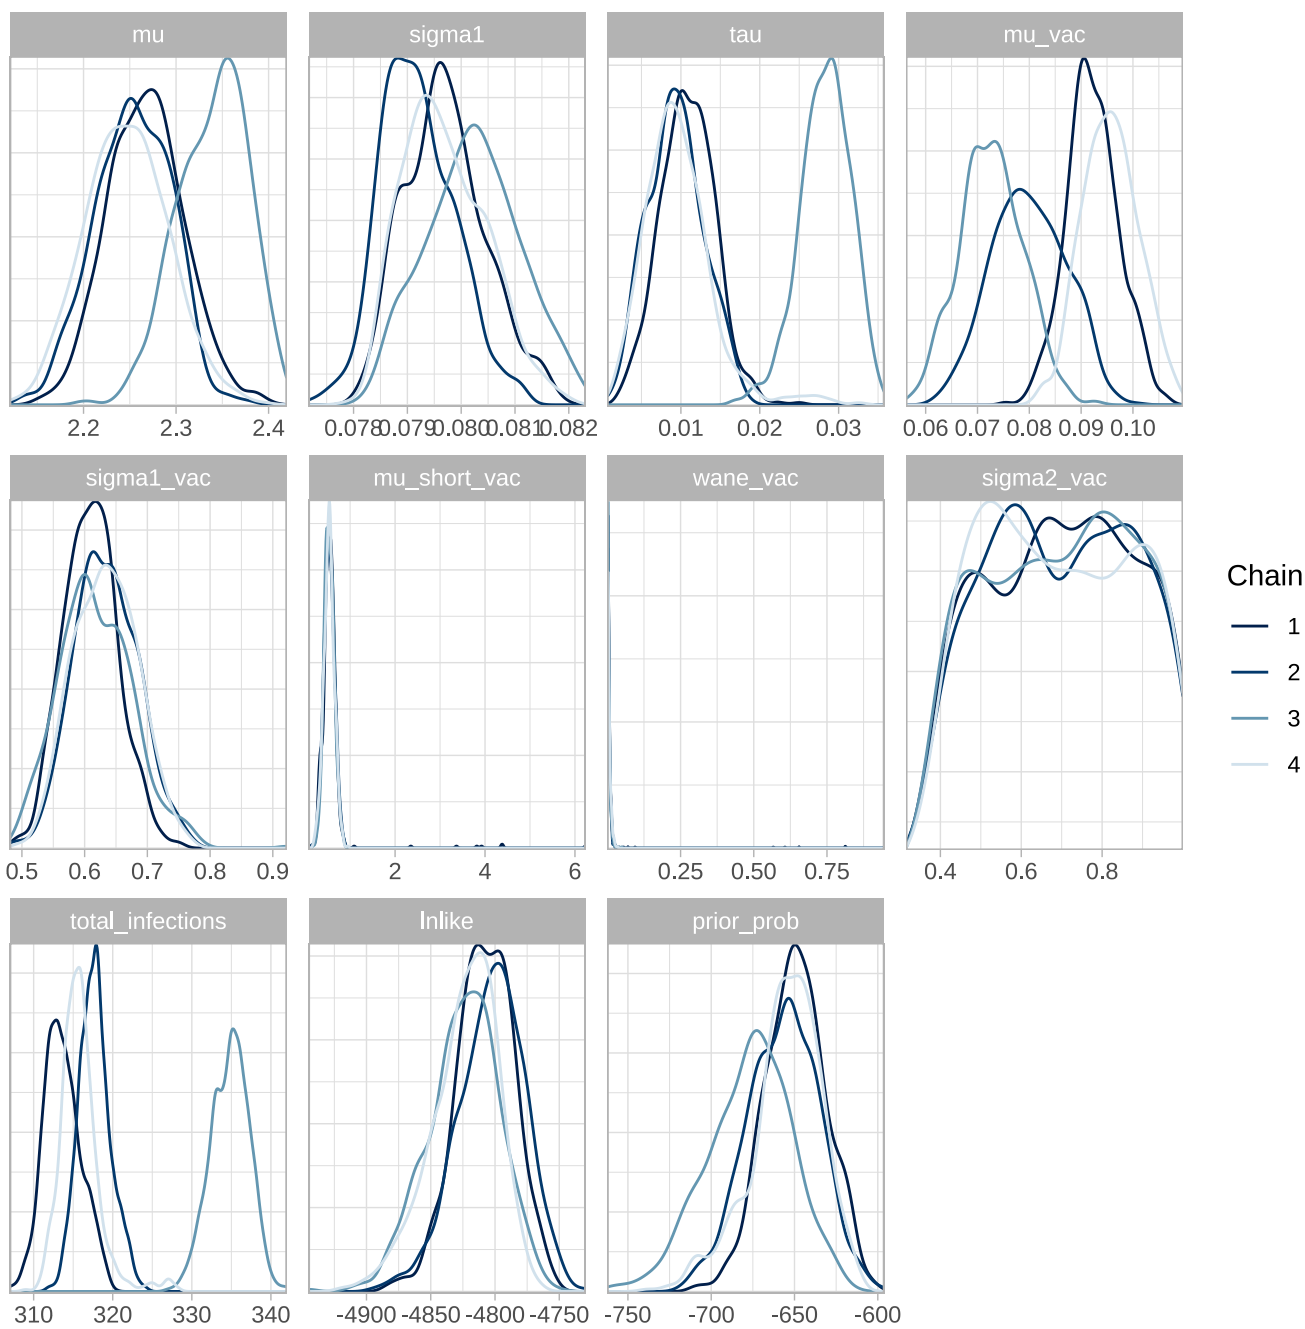 mu
sigma1
tau
mu_vac
2.2 2.3 2.4
0.078 0.079 0.080 0.081 0.082
0.01 0.02 0.03
0.06 0.07 0.08 0.09 0.10
sigma1_vac
mu_short_vac
wane_vac
sigma2_vac
0.5 0.6 0.7 0.8 0.9
2 4 6
0.25 0.50 0.75
0.4 0.6 0.8
Chain
1
2
3
4
total_infections
lnlike
prior_prob
310 320 330 340
-4900 -4850 -4800 -4750
-750 -700 -650 -600